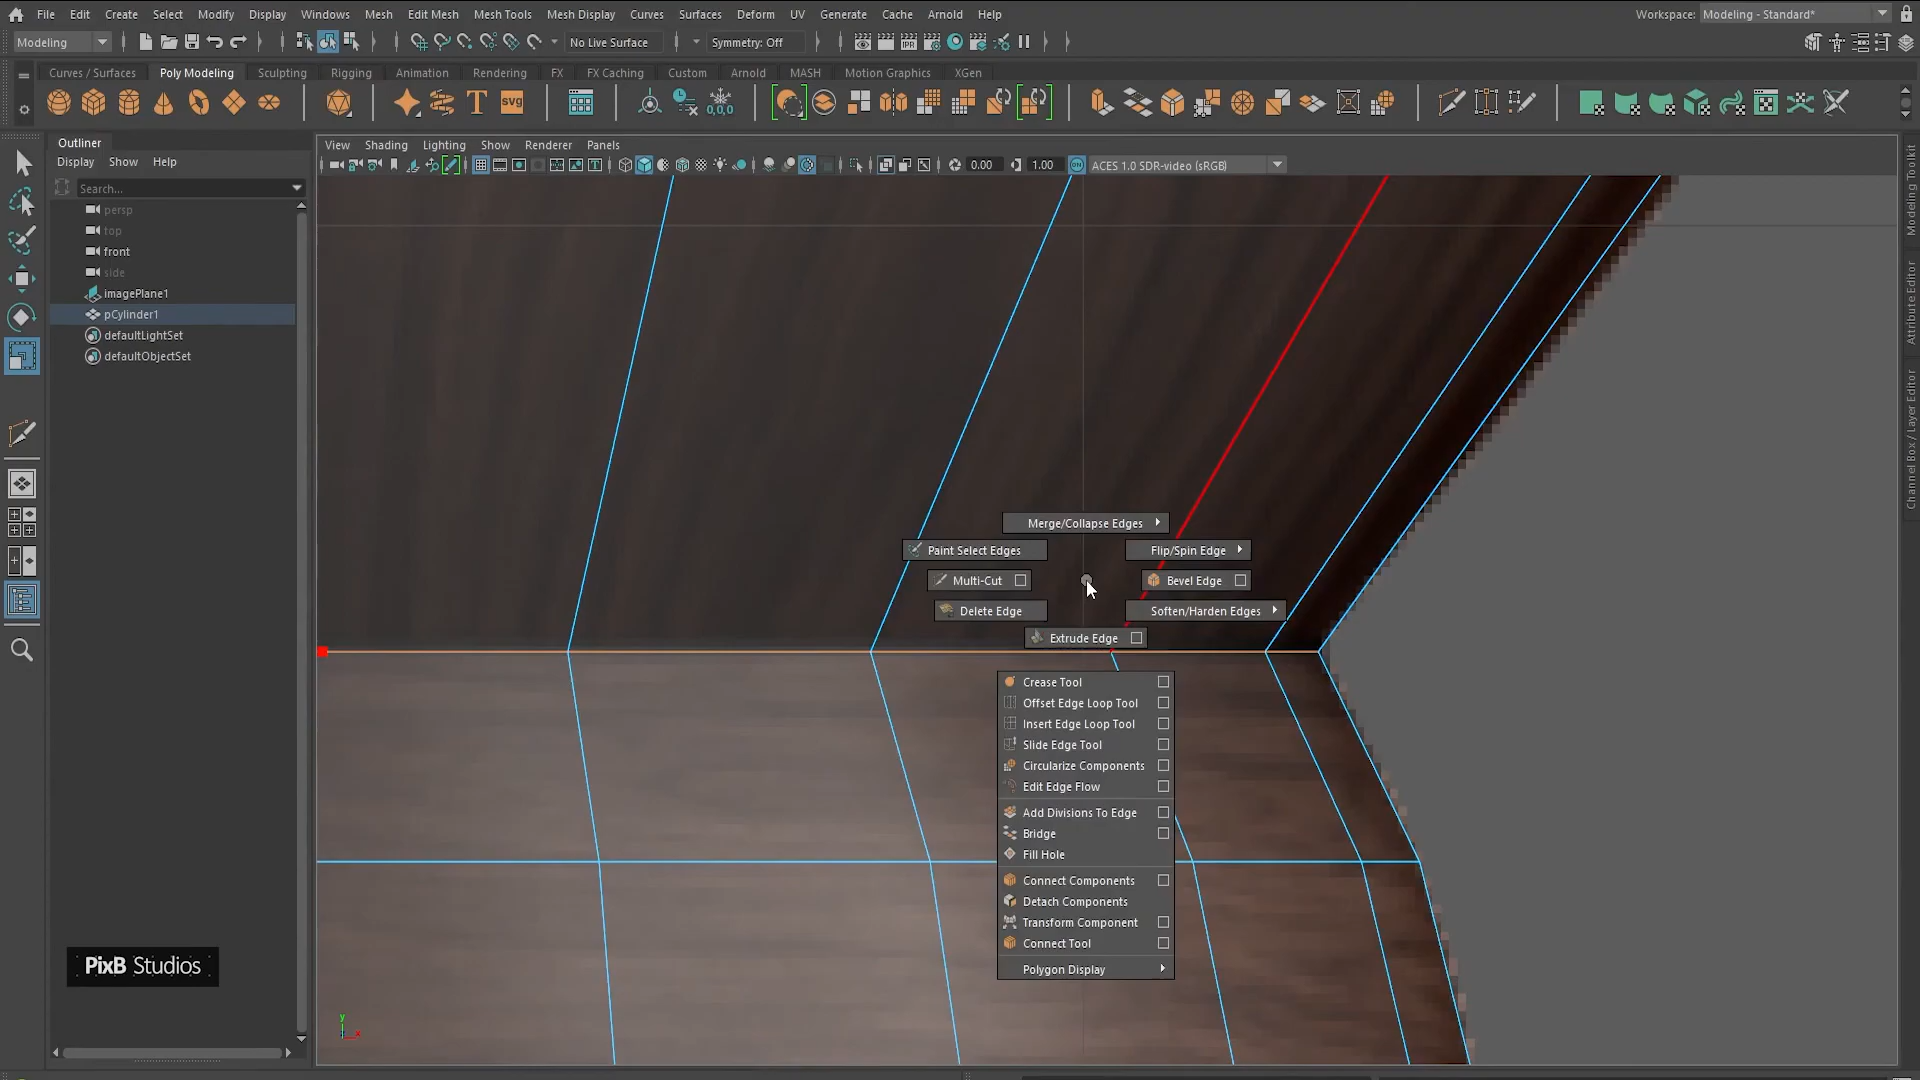 File Edit Create Select Modify Display Windows Mesh Edit Mesh Mesh Tools Mesh Display Curves Surfaces Deform UV Generate Cache Arnold Help Workspace: Modeling - Standard*
Modeling No Live Surface Symmetry: Off
Curves / Surfaces Poly Modeling Sculpting Rigging Animation Rendering FX FX Caching Custom Arnold MASH Motion Graphics XGen
T svg 0,0,0
Outliner
Display Show Help
Search...
persp
top
front
side
imagePlane1
pCylinder1
defaultLightSet
defaultObjectSet
View Shading Lighting Show Renderer Panels
0.00 1.00 ON ACES 1.0 SDR-video (sRGB)
Merge/Collapse Edges
Paint Select Edges Flip/Spin Edge
Multi-Cut Bevel Edge
Delete Edge Soften/Harden Edges
Extrude Edge
Crease Tool
Offset Edge Loop Tool
Insert Edge Loop Tool
Slide Edge Tool
Circularize Components
Edit Edge Flow
Add Divisions To Edge
Bridge
Fill Hole
Connect Components
Detach Components
Transform Component
Connect Tool
Polygon Display
Modeling Toolkit
Attribute Editor
Channel Box / Layer Editor
PixB Studios
y
x